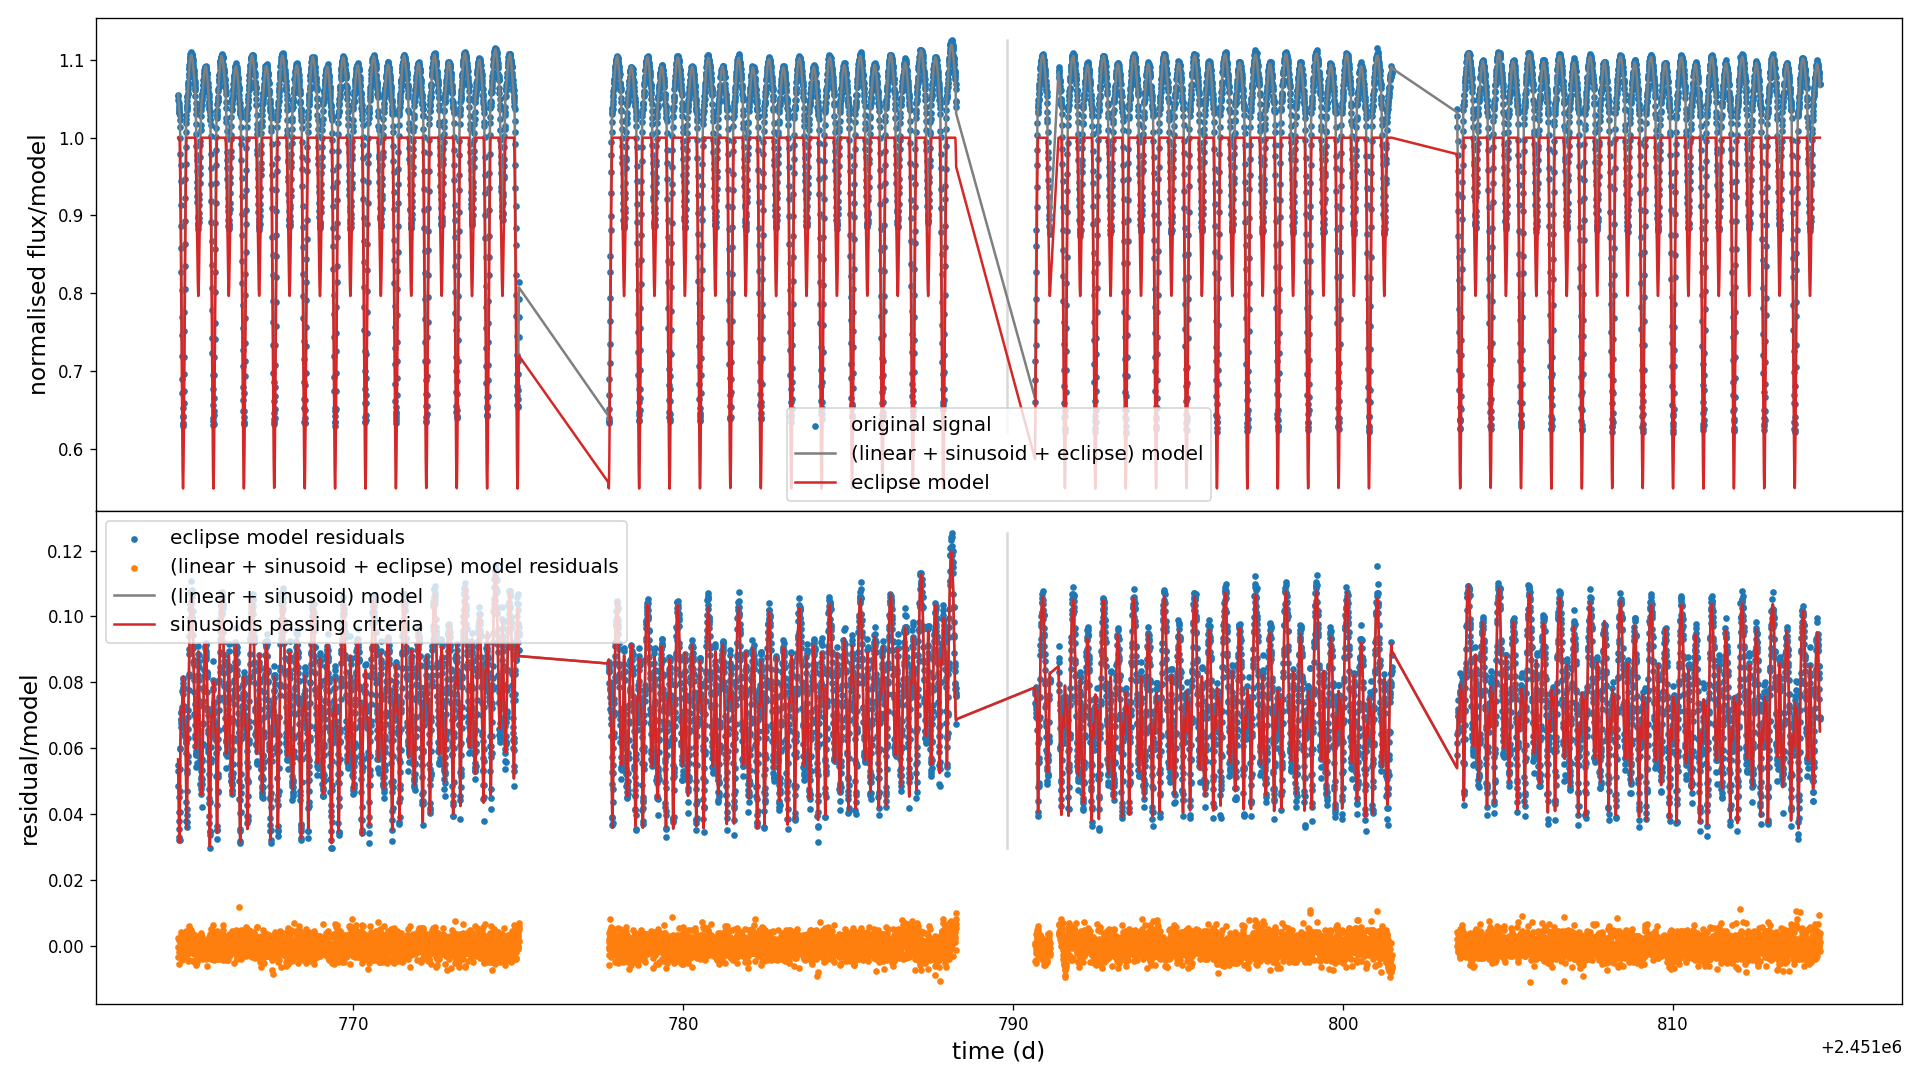 normalised flux/model
1.1
1.0
0.9
0.8
0.7
0.6
original signal
(linear + sinusoid + eclipse) model
eclipse model
residual/model
0.12
0.10
0.08
0.06
0.04
0.02
0.00
eclipse model residuals
(linear + sinusoid + eclipse) model residuals
(linear + sinusoid) model
sinusoids passing criteria
770
780
790
800
810
time (d)
+2.451e6